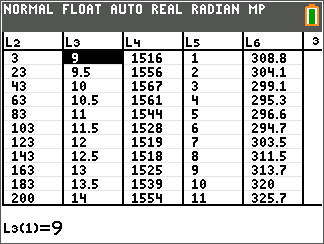 NORMAL FLOAT AUTO REAL RADIAN MP
L2 L3 L4 L5 L6 3
3 9 1516 1 308.8
23 9.5 1556 2 304.1
43 10 1567 3 299.1
63 10.5 1561 4 295.3
83 11 1544 5 296.6
103 11.5 1528 6 294.7
123 12 1519 7 303.5
143 12.5 1518 8 311.5
163 13 1525 9 313.7
183 13.5 1539 10 320
200 14 1554 11 325.7
L3(1)=9